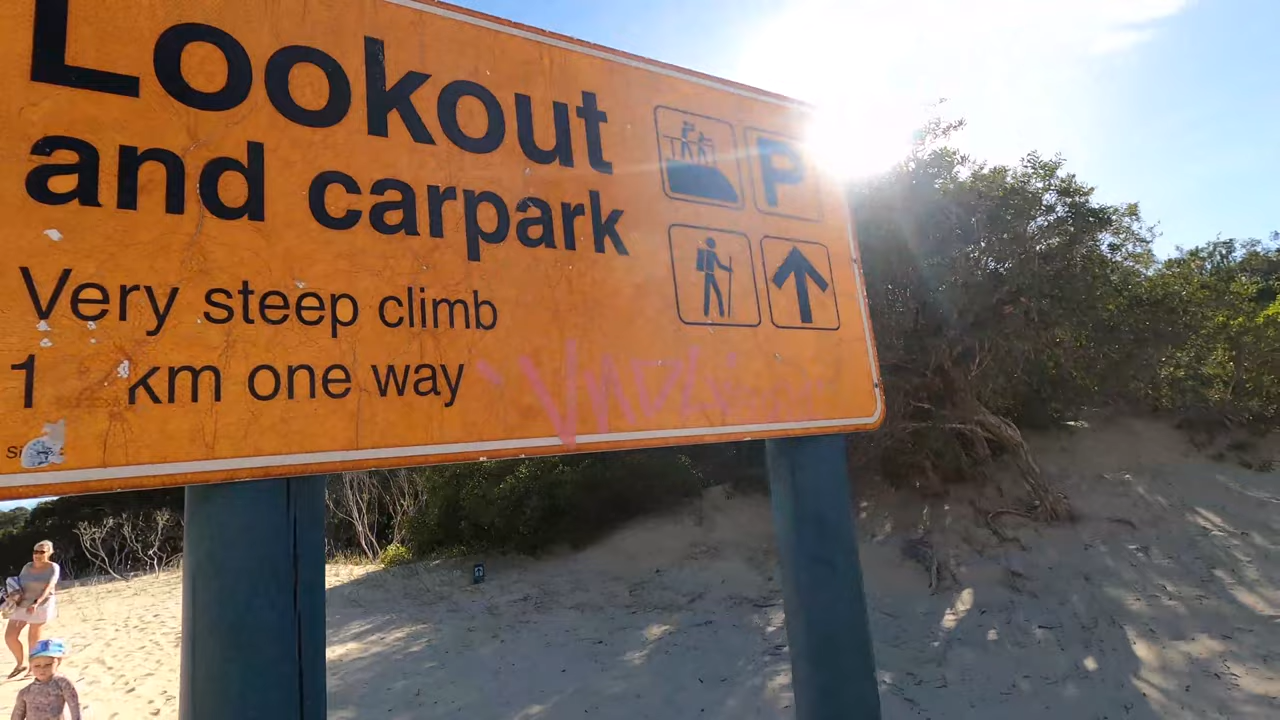 Lookout
and carpark
P
Very steep climb
1 km one way